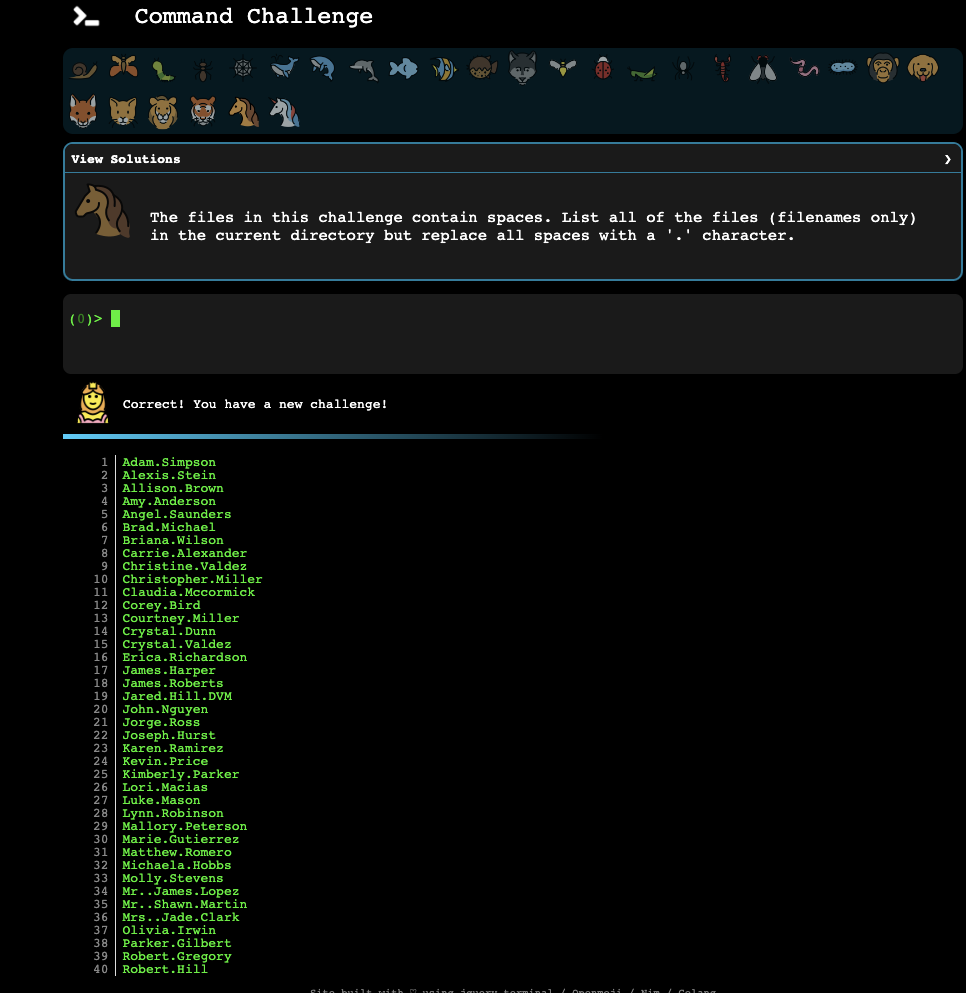 Command Challenge
View Solutions ❯
The files in this challenge contain spaces. List all of the files (filenames only)
in the current directory but replace all spaces with a '.' character.
(0)>
Correct! You have a new challenge!
1 Adam.Simpson
2 Alexis.Stein
3 Allison.Brown
4 Amy.Anderson
5 Angel.Saunders
6 Brad.Michael
7 Briana.Wilson
8 Carrie.Alexander
9 Christine.Valdez
10 Christopher.Miller
11 Claudia.Mccormick
12 Corey.Bird
13 Courtney.Miller
14 Crystal.Dunn
15 Crystal.Valdez
16 Erica.Richardson
17 James.Harper
18 James.Roberts
19 Jared.Hill.DVM
20 John.Nguyen
21 Jorge.Ross
22 Joseph.Hurst
23 Karen.Ramirez
24 Kevin.Price
25 Kimberly.Parker
26 Lori.Macias
27 Luke.Mason
28 Lynn.Robinson
29 Mallory.Peterson
30 Marie.Gutierrez
31 Matthew.Romero
32 Michaela.Hobbs
33 Molly.Stevens
34 Mr..James.Lopez
35 Mr..Shawn.Martin
36 Mrs..Jade.Clark
37 Olivia.Irwin
38 Parker.Gilbert
39 Robert.Gregory
40 Robert.Hill
Site built with ♡ using jquery terminal / Openmoji / Nim / Golang